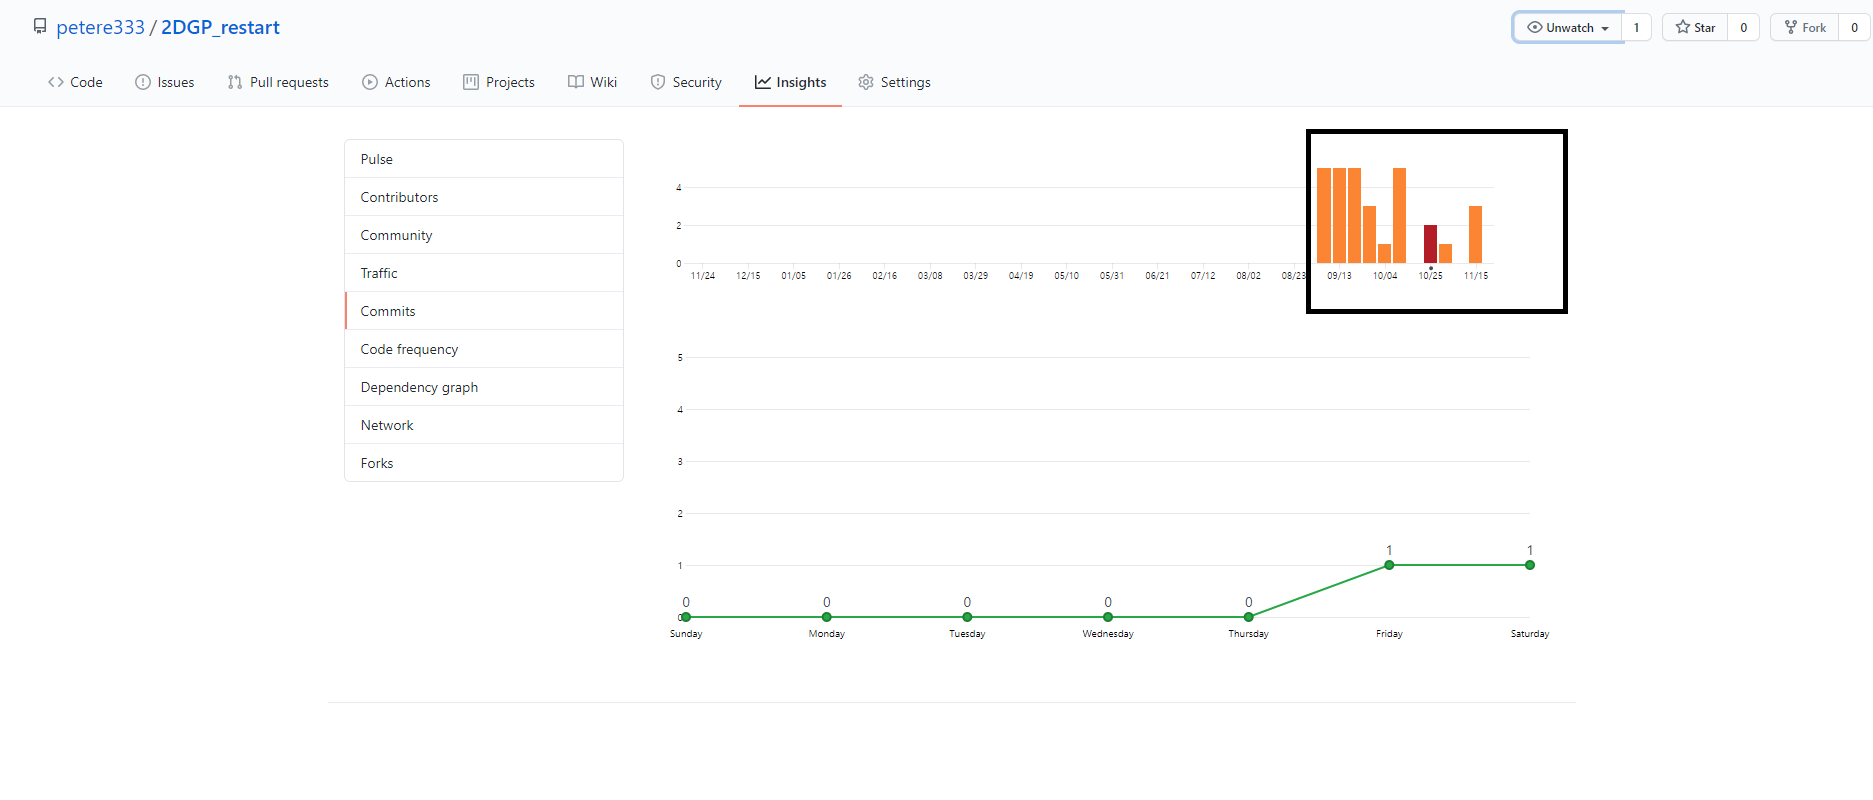 petere333 / 2DGP_restart
Unwatch 1 Star 0 Fork 0
Code Issues Pull requests Actions Projects Wiki Security Insights Settings
Pulse
Contributors
Community
Traffic
Commits
Code frequency
Dependency graph
Network
Forks
4
2
0
11/24 12/15 01/05 01/26 02/16 03/08 03/29 04/19 05/10 05/31 06/21 07/12 08/02 08/23 09/13 10/04 10/25 11/15
5
4
3
2
1
0
0 0 0 0 0 1 1
Sunday Monday Tuesday Wednesday Thursday Friday Saturday